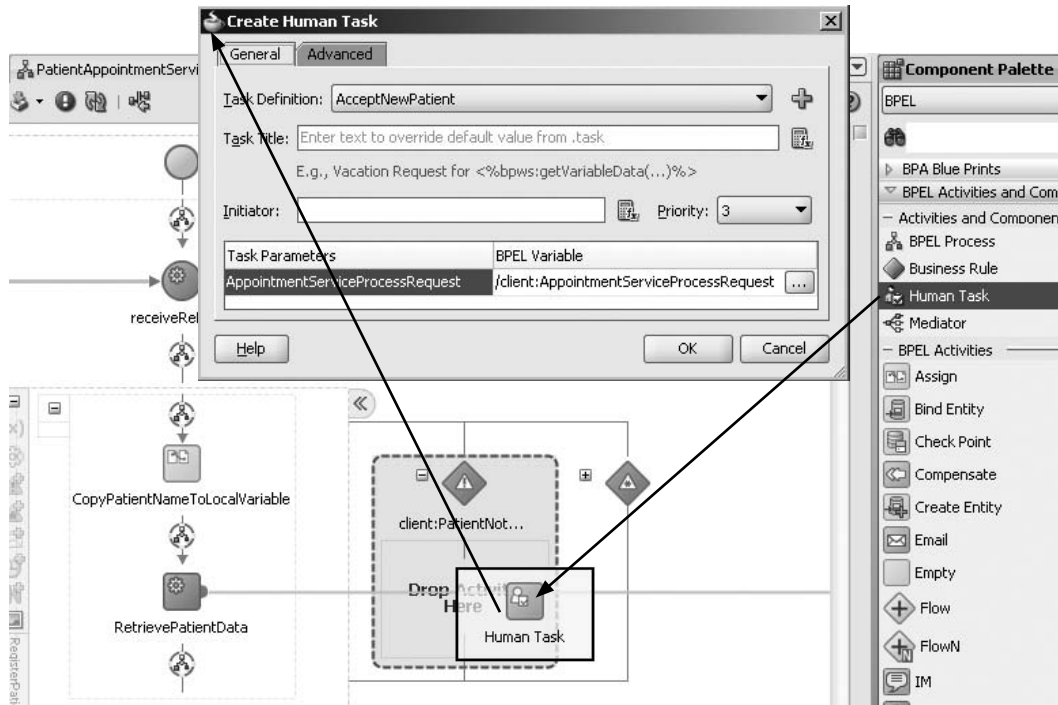 Create Human Task
General
Advanced
Task Definition: AcceptNewPatient
Task Title: Enter text to override default value from .task
E.g., Vacation Request for <%bpws:getVariableData(...)%>
Initiator:
Priority: 3
Task Parameters
BPEL Variable
AppointmentServiceProcessRequest
/client:AppointmentServiceProcessRequest
...
Help
OK
Cancel
PatientAppointmentServi
receiveRe
CopyPatientNameToLocalVariable
RetrievePatientData
client:PatientNot...
Drop Activit
Here
Human Task
RegisterPati
Component Palette
BPEL
BPA Blue Prints
BPEL Activities and Com
Activities and Componen
BPEL Process
Business Rule
Human Task
Mediator
BPEL Activities
Assign
Bind Entity
Check Point
Compensate
Create Entity
Email
Empty
Flow
FlowN
IM